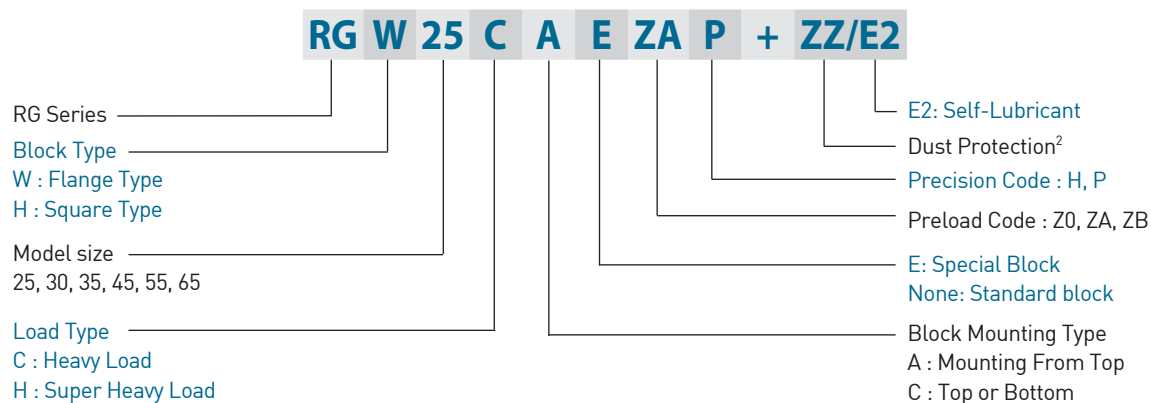 RG W 25 C A E ZA P + ZZ/E2
RG Series
Block Type
W : Flange Type
H : Square Type
Model size
25, 30, 35, 45, 55, 65
Load Type
C : Heavy Load
H : Super Heavy Load
E2: Self-Lubricant
Dust Protection²
Precision Code : H, P
Preload Code : Z0, ZA, ZB
E: Special Block
None: Standard block
Block Mounting Type
A : Mounting From Top
C : Top or Bottom